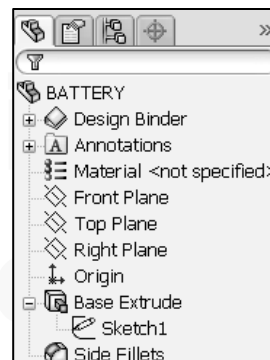 BATTERY
Design Binder
Annotations
Material <not specified>
Front Plane
Top Plane
Right Plane
Origin
Base Extrude
Sketch1
Side Fillets